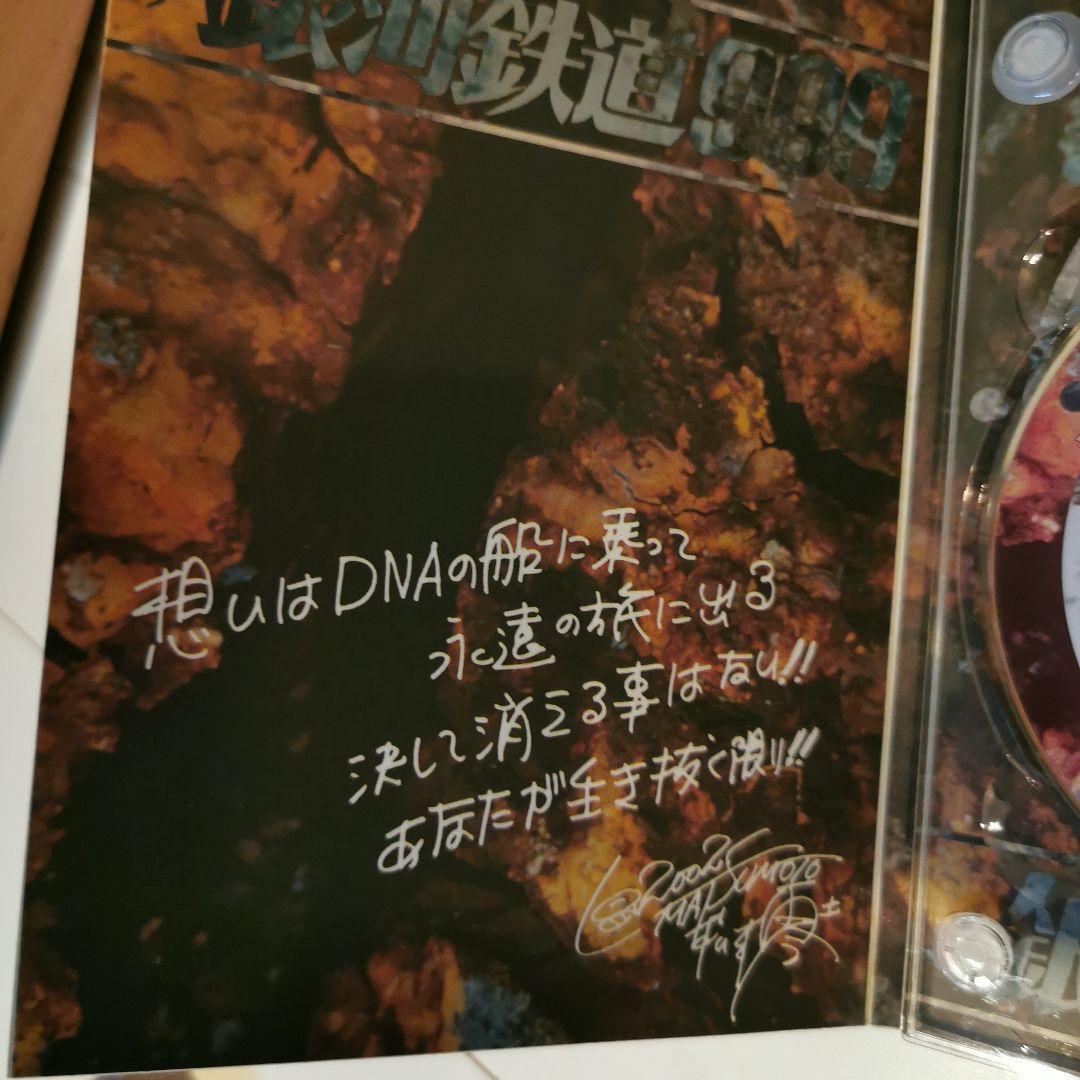 銀河鉄道999
想いはDNAの船に乗って
永遠の旅に出る
決して消える事はない!!
あなたが生き抜く限り!!
2002
MATSUMOTO